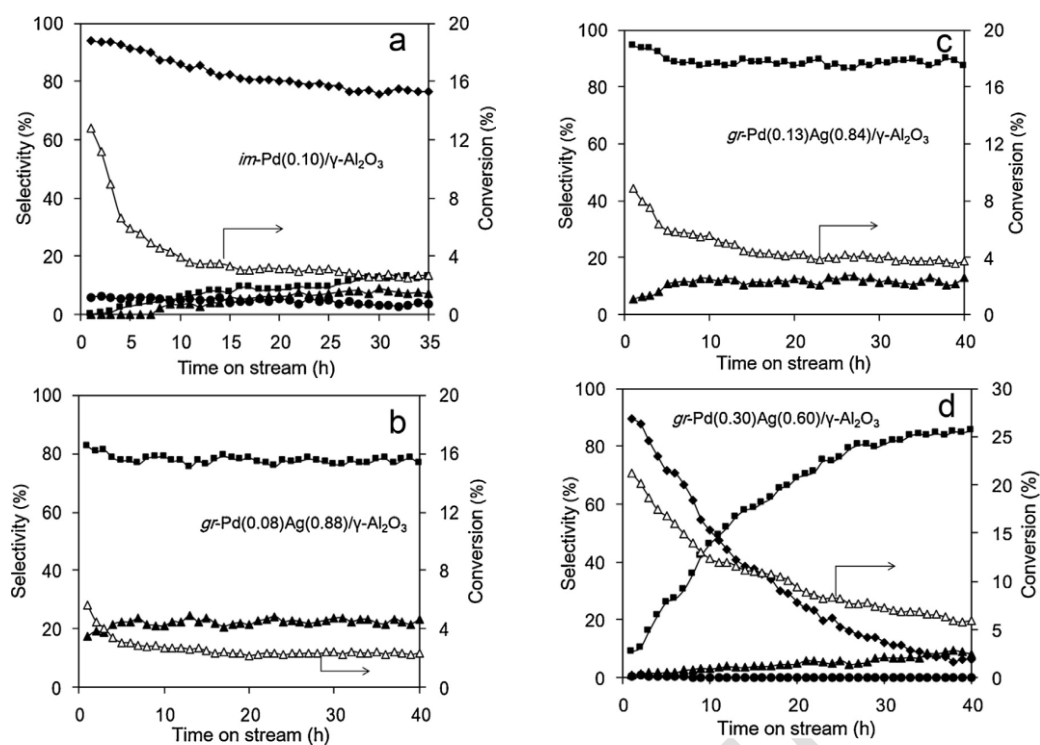 a
im-Pd(0.10)/γ-Al₂O₃
Selectivity (%)
100
80
60
40
20
0
Conversion (%)
20
16
12
8
4
0
0 5 10 15 20 25 30 35
Time on stream (h)
c
gr-Pd(0.13)Ag(0.84)/γ-Al₂O₃
Selectivity (%)
100
80
60
40
20
0
Conversion (%)
20
16
12
8
4
0
0 10 20 30 40
Time on stream (h)
b
gr-Pd(0.08)Ag(0.88)/γ-Al₂O₃
Selectivity (%)
100
80
60
40
20
0
Conversion (%)
20
16
12
8
4
0
0 10 20 30 40
Time on stream (h)
d
gr-Pd(0.30)Ag(0.60)/γ-Al₂O₃
Selectivity (%)
100
80
60
40
20
0
Conversion (%)
30
25
20
15
10
5
0
0 10 20 30 40
Time on stream (h)